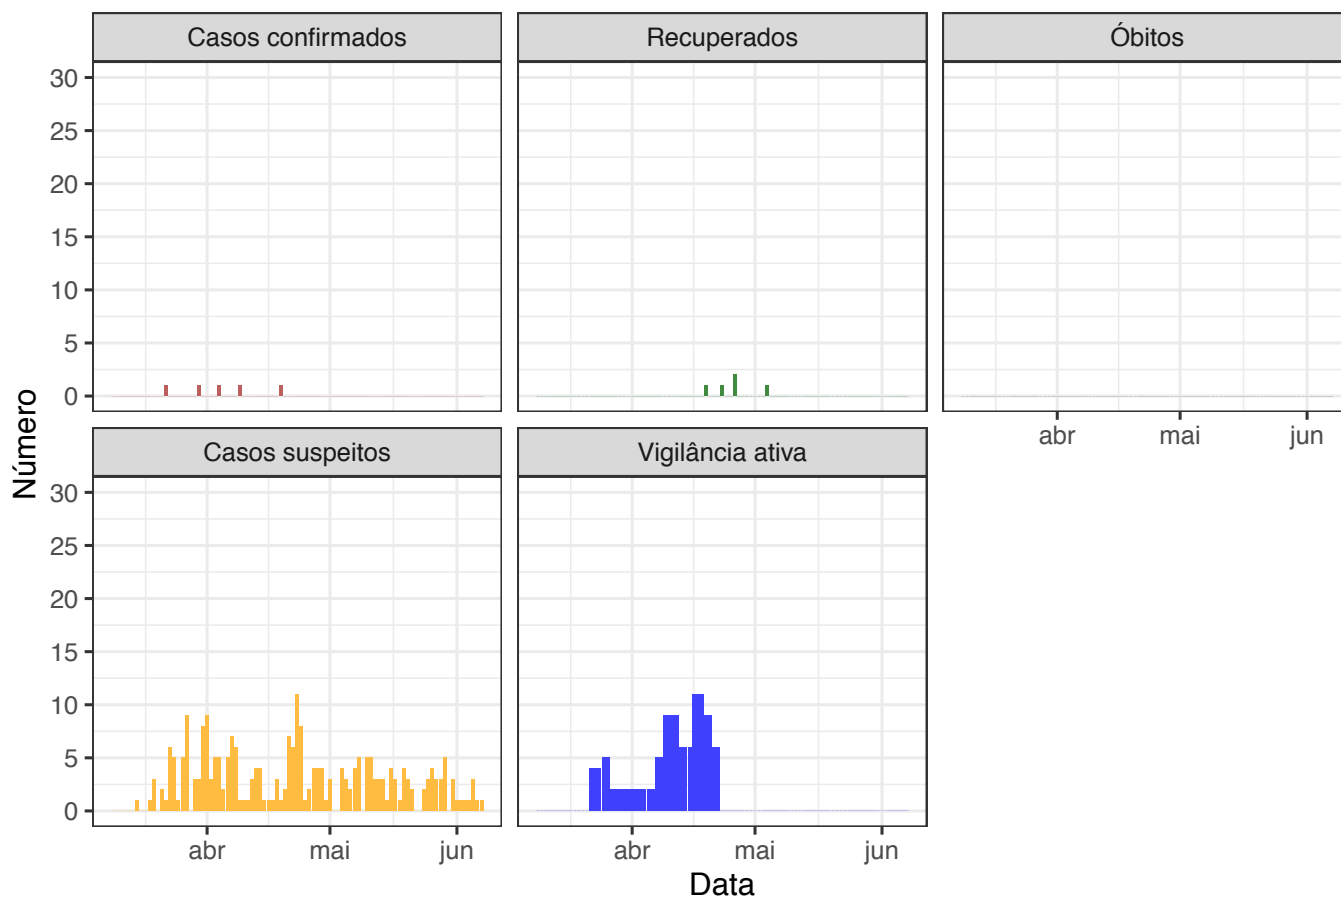 Casos confirmados
Recuperados
Óbitos
30
25
20
15
10
5
0
abr mai jun
Número
Casos suspeitos
Vigilância ativa
30
25
20
15
10
5
0
abr mai jun
abr mai jun
Data